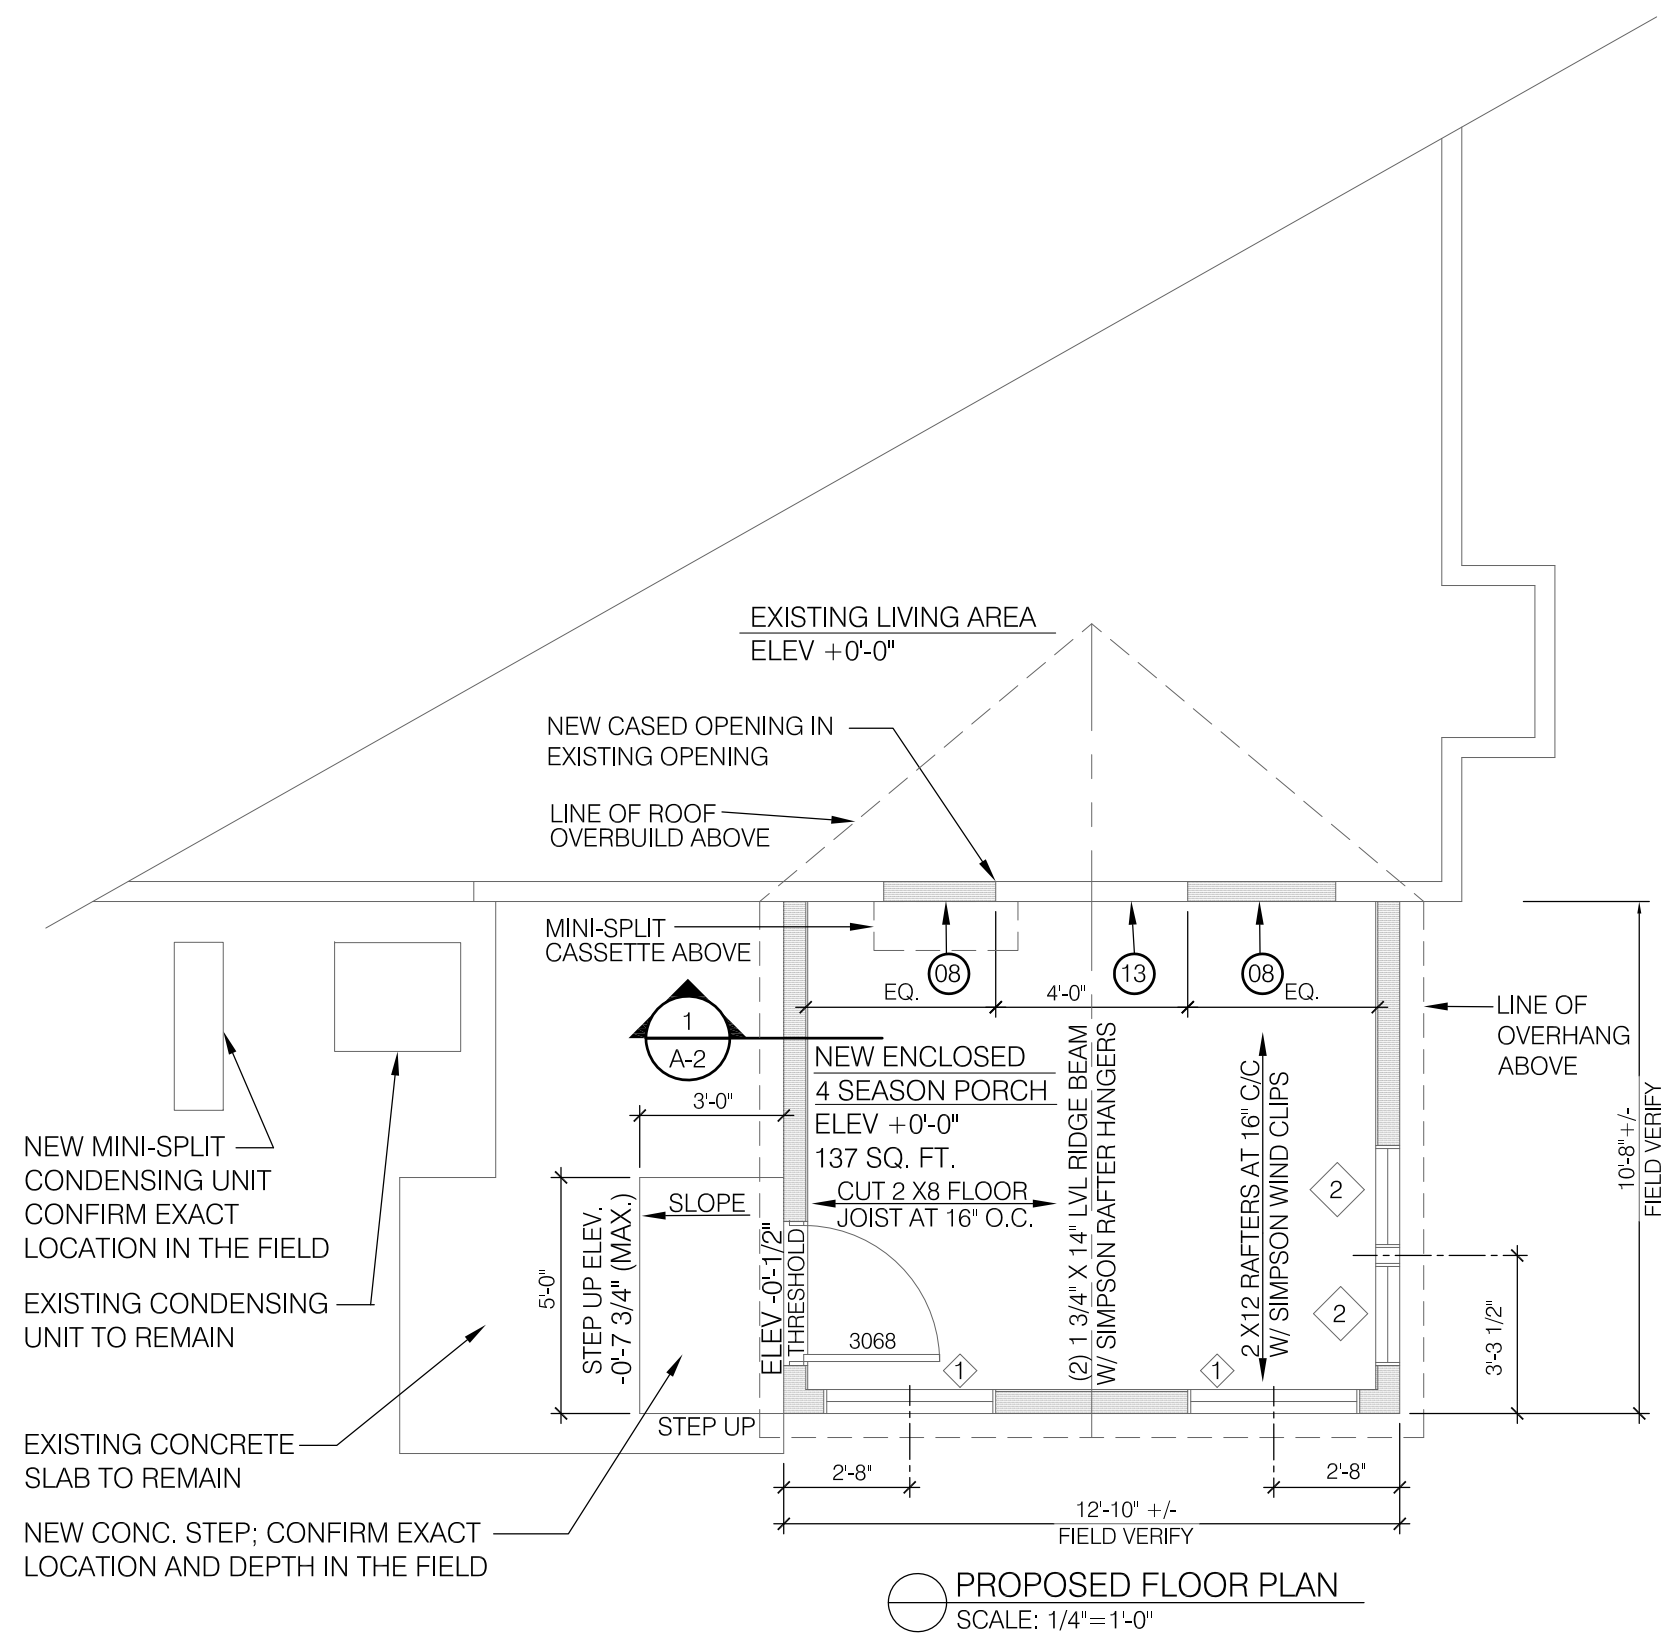 EXISTING LIVING AREA
ELEV +0'-0"
NEW CASED OPENING IN
EXISTING OPENING
LINE OF ROOF
OVERBUILD ABOVE
MINI-SPLIT
CASSETTE ABOVE
08
13
08
EQ.
4'-0"
EQ.
LINE OF
OVERHANG
ABOVE
1
A-2
3'-0"
NEW ENCLOSED
4 SEASON PORCH
ELEV +0'-0"
137 SQ. FT.
CUT 2 X8 FLOOR
JOIST AT 16" O.C.
(2) 1 3/4" X 14" LVL RIDGE BEAM
W/ SIMPSON RAFTER HANGERS
2 X12 RAFTERS AT 16" C/C
W/ SIMPSON WIND CLIPS
10'-8"+/-
FIELD VERIFY
NEW MINI-SPLIT
CONDENSING UNIT
CONFIRM EXACT
LOCATION IN THE FIELD
EXISTING CONDENSING
UNIT TO REMAIN
5'-0"
STEP UP ELEV.
-0'-7 3/4" (MAX.)
SLOPE
ELEV -0'-1/2"
THRESHOLD
3068
1
1
2
2
3'-3 1/2"
STEP UP
EXISTING CONCRETE
SLAB TO REMAIN
2'-8"
2'-8"
12'-10" +/-
FIELD VERIFY
NEW CONC. STEP; CONFIRM EXACT
LOCATION AND DEPTH IN THE FIELD
PROPOSED FLOOR PLAN
SCALE: 1/4"=1'-0"